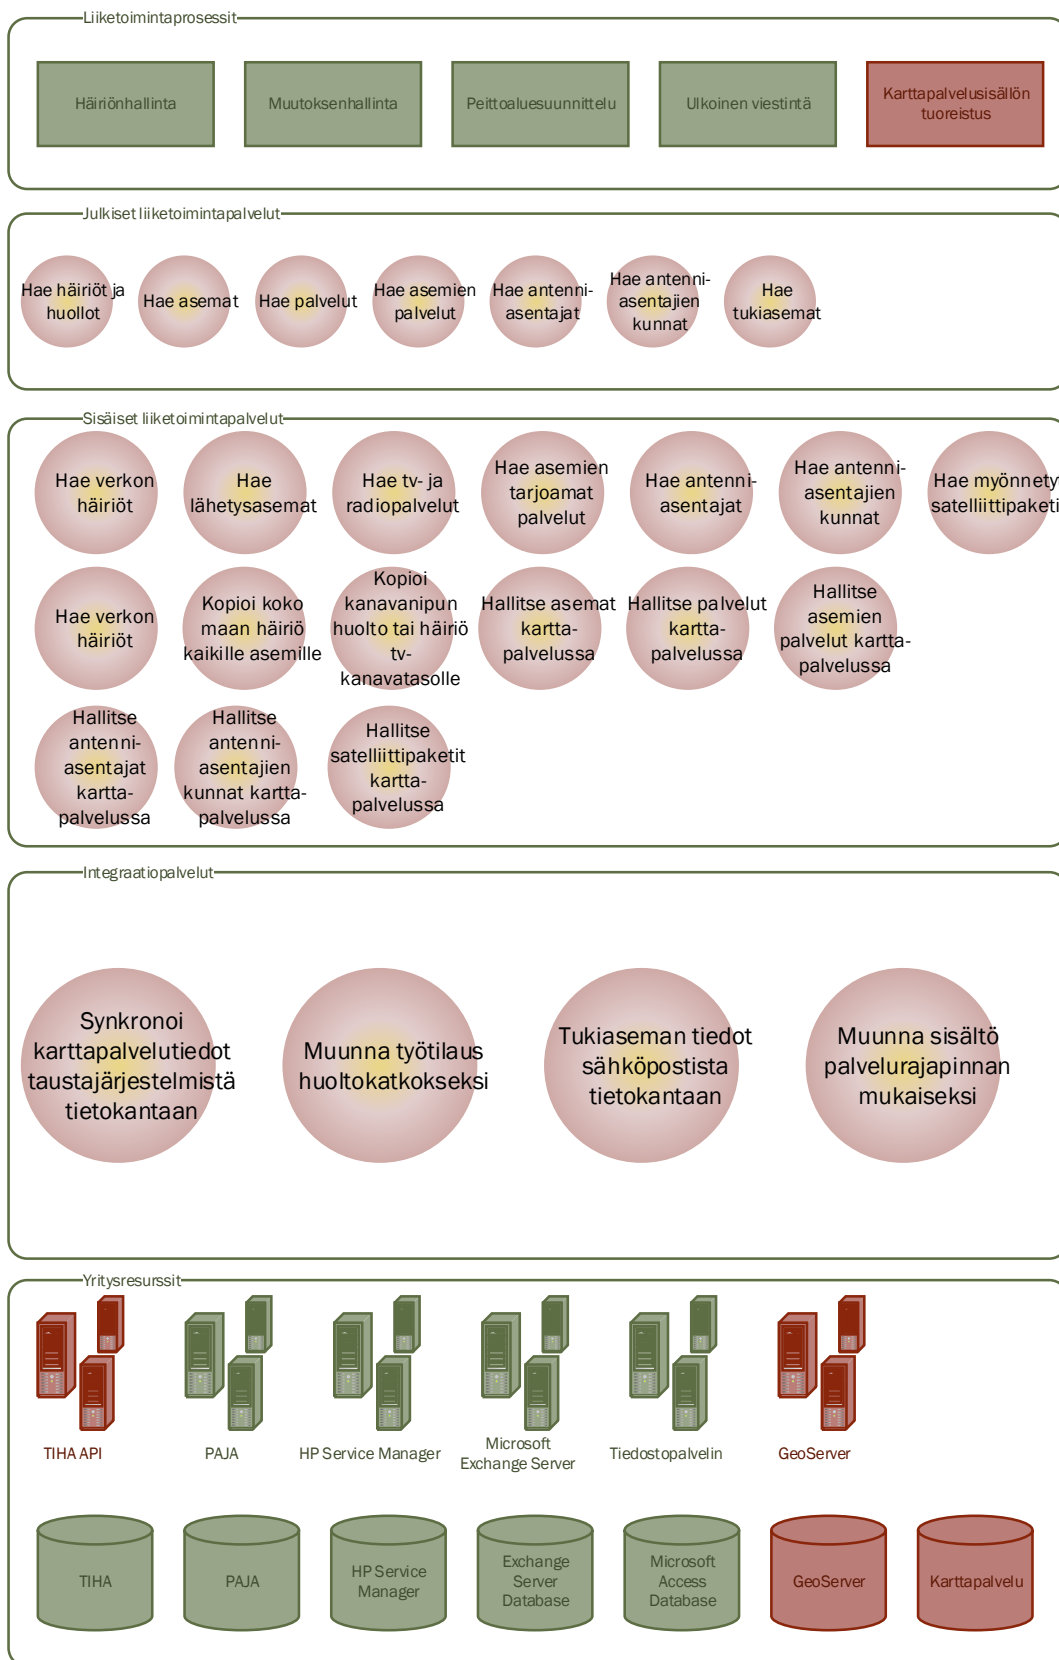 Liiketoimintaprosessit
Häiriönhallinta
Muutoksenhallinta
Peittoaluesuunnittelu
Ulkoinen viestintä
Karttapalvelusisällön
tuoreistus
Julkiset liiketoimintapalvelut
Hae häiriöt ja
huollot
Hae asemat
Hae palvelut
Hae asemien
palvelut
Hae antenni-
asentajat
Hae antenni-
asentajien
kunnat
Hae
tukiasemat
Sisäiset liiketoimintapalvelut
Hae verkon
häiriöt
Hae
lähetysasemat
Hae tv- ja
radiopalvelut
Hae asemien
tarjoamat
palvelut
Hae antenni-
asentajat
Hae antenni-
asentajien
kunnat
Hae myönnety
satelliittipaketi
Hae verkon
häiriöt
Kopioi koko
maan häiriö
kaikille asemille
Kopioi
kanavanipun
huolto tai häiriö
tv-
kanavatasolle
Hallitse asemat
kartta-
palvelussa
Hallitse palvelut
kartta-
palvelussa
Hallitse
asemien
palvelut kartta-
palvelussa
Hallitse
antenni-
asentajat
kartta-
palvelussa
Hallitse
antenni-
asentajien
kunnat kartta-
palvelussa
Hallitse
satelliittipaketit
kartta-
palvelussa
Integraatiopalvelut
Synkronoi
karttapalvelutiedot
taustajärjestelmistä
tietokantaan
Muunna työtilaus
huoltokatkokseksi
Tukiaseman tiedot
sähköpostista
tietokantaan
Muunna sisältö
palvelurajapinnan
mukaiseksi
Yritysresurssit
TIHA API
PAJA
HP Service Manager
Microsoft
Exchange Server
Tiedostopalvelin
GeoServer
TIHA
PAJA
HP Service
Manager
Exchange
Server
Database
Microsoft
Access
Database
GeoServer
Karttapalvelu